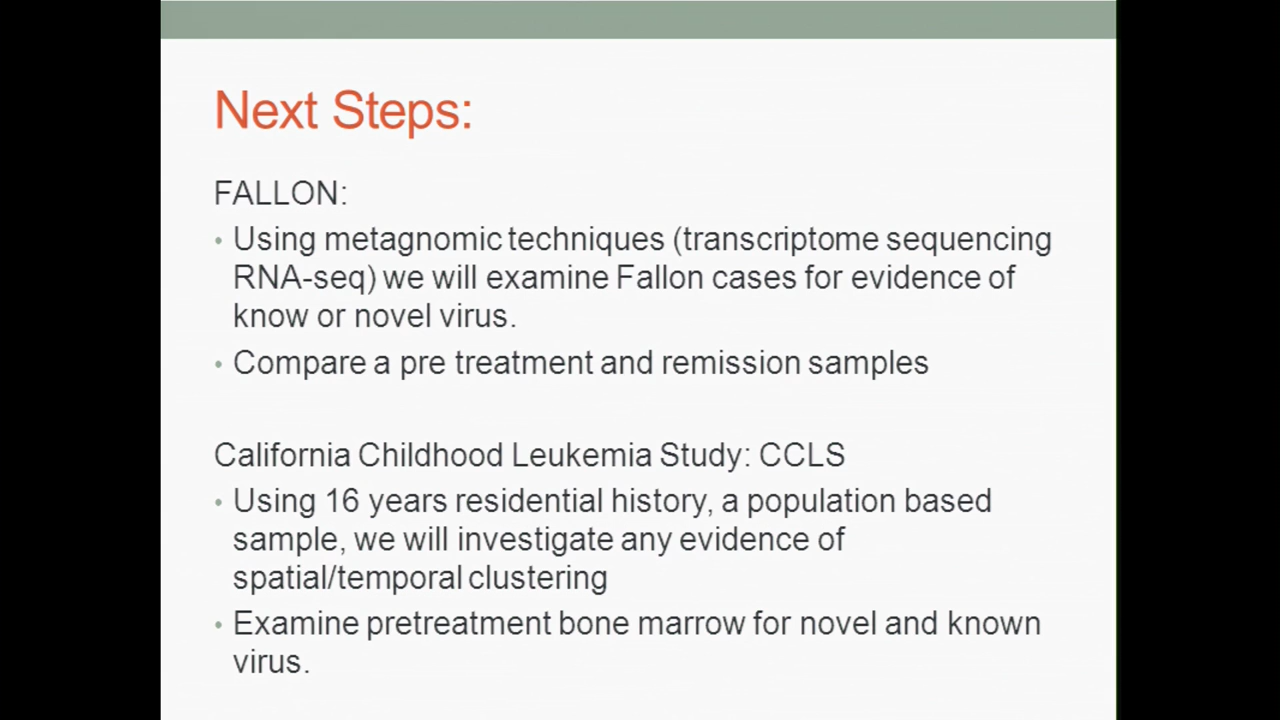 Next Steps:
FALLON:
• Using metagnomic techniques (transcriptome sequencing
RNA-seq) we will examine Fallon cases for evidence of
know or novel virus.
• Compare a pre treatment and remission samples
California Childhood Leukemia Study: CCLS
• Using 16 years residential history, a population based
sample, we will investigate any evidence of
spatial/temporal clustering
• Examine pretreatment bone marrow for novel and known
virus.